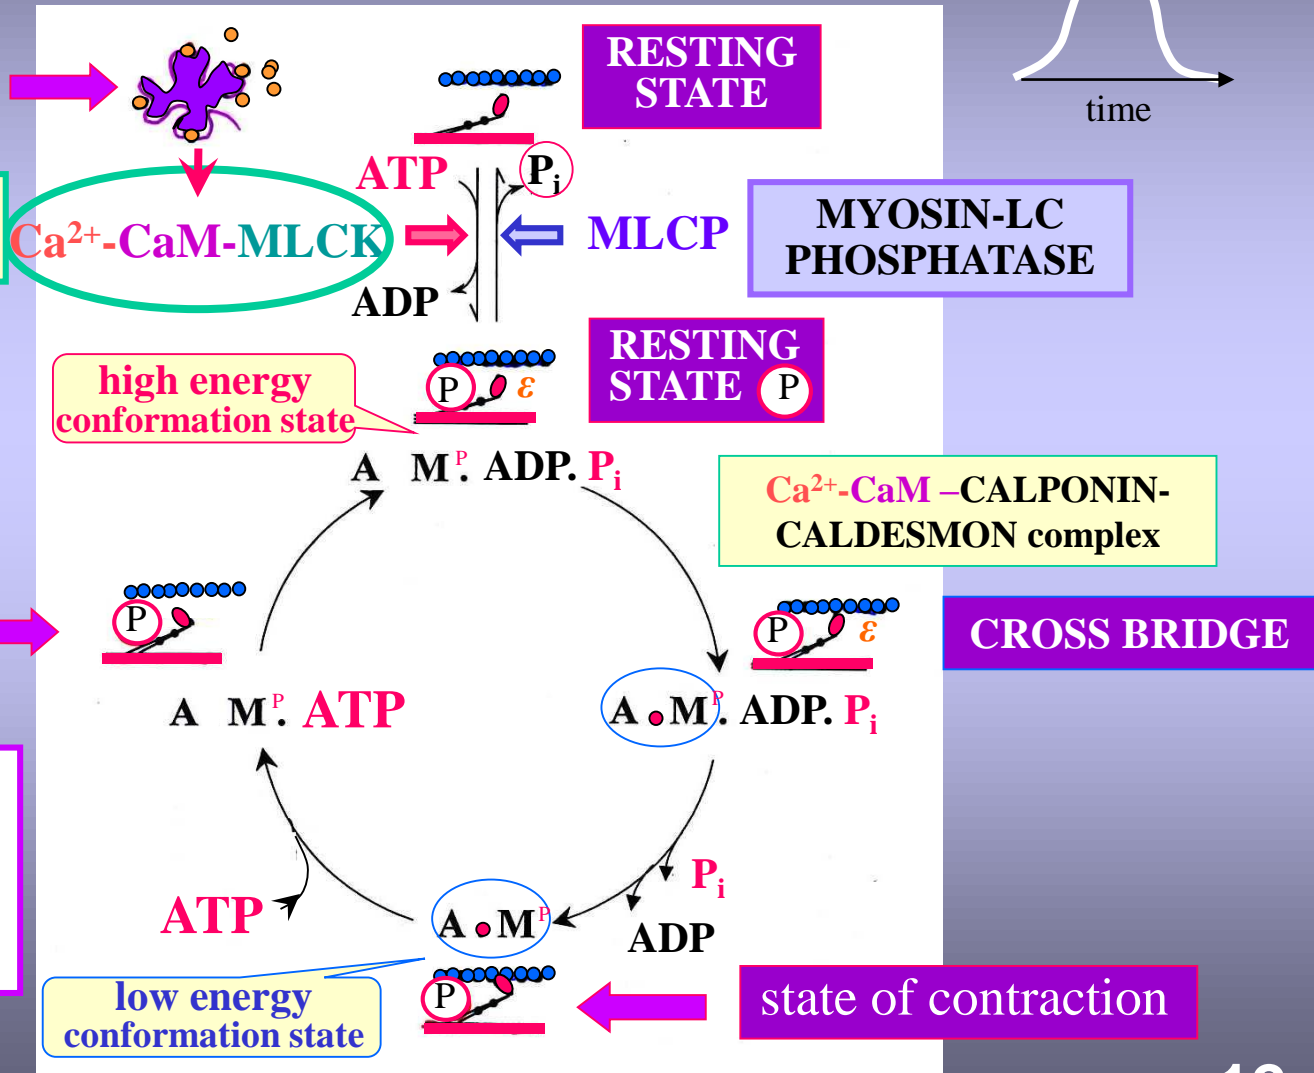 RESTING
STATE
time
ATP
Pi
Ca²⁺-CaM-MLCK
MLCP
MYOSIN-LC
PHOSPHATASE
ADP
high energy
conformation state
P
ε
RESTING
STATE P
A M P. ADP. Pi
Ca²⁺-CaM –CALPONIN-
CALDESMON complex
P
P
ε
CROSS BRIDGE
A M P. ATP
A • M P. ADP. Pi
Pi
ATP
A • M P
ADP
low energy
conformation state
P
state of contraction